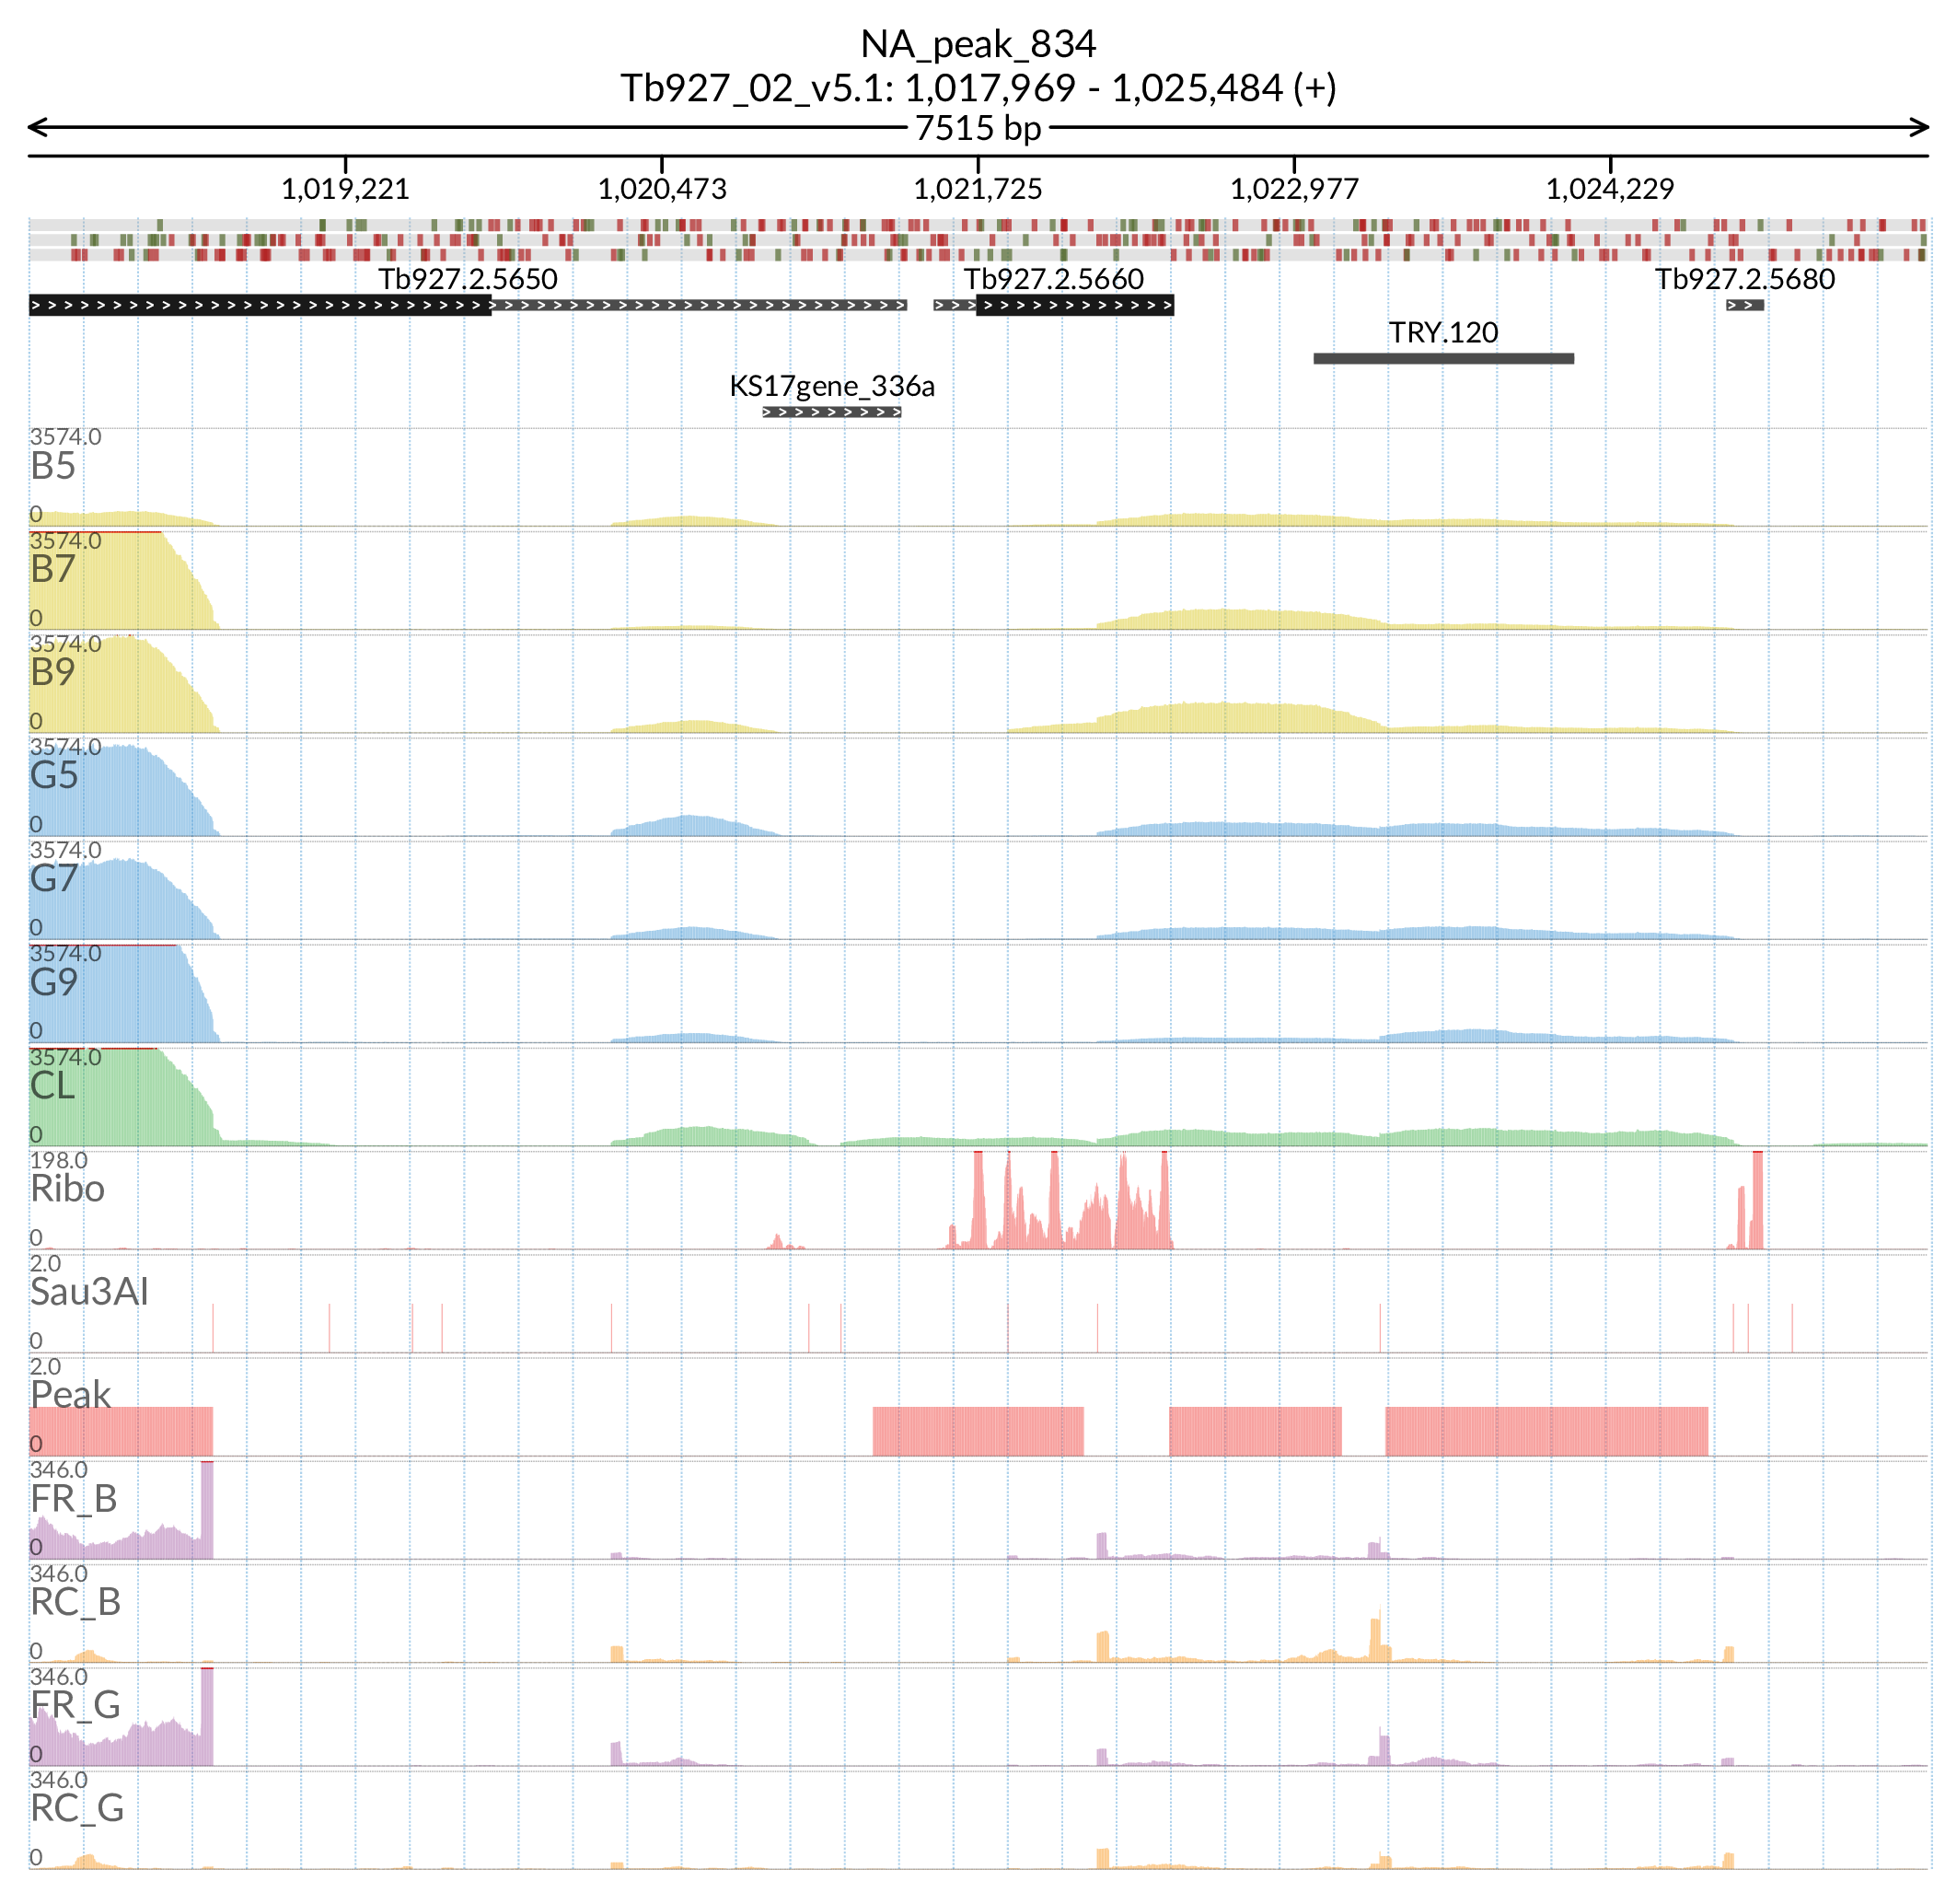 NA_peak_834
Tb927_02_v5.1: 1,017,969 - 1,025,484 (+)
7515 bp
1,019,221 1,020,473 1,021,725 1,022,977 1,024,229
Tb927.2.5650 Tb927.2.5660 Tb927.2.5680
TRY.120
KS17gene_336a
3574.0
B5
0
3574.0
B7
0
3574.0
B9
0
3574.0
G5
0
3574.0
G7
0
3574.0
G9
0
3574.0
CL
0
198.0
Ribo
0
2.0
Sau3AI
0
2.0
Peak
0
346.0
FR_B
0
346.0
RC_B
0
346.0
FR_G
0
346.0
RC_G
0